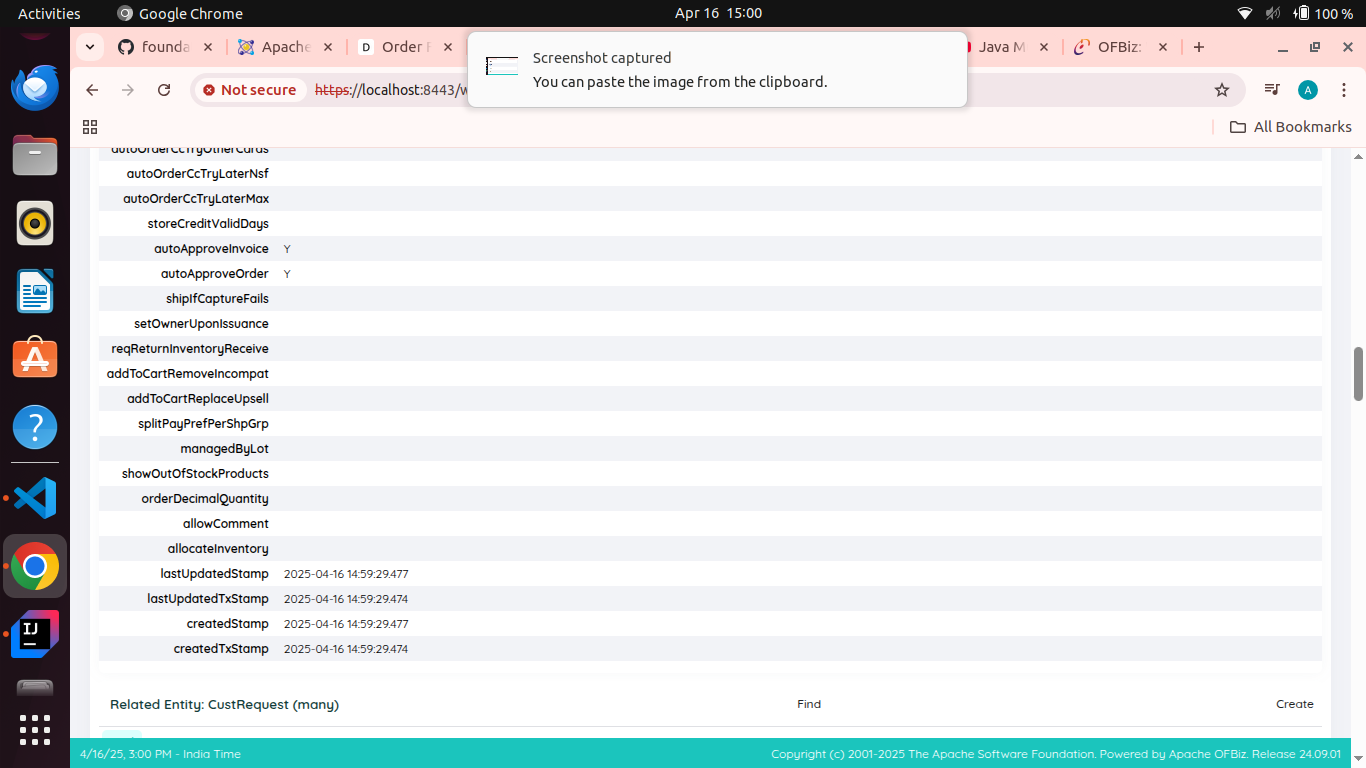 Activities Google Chrome Apr 16 15:00 100 %
founda Apache Order Java M OFBiz:
Screenshot captured
You can paste the image from the clipboard.
Not secure https://localhost:8443/
All Bookmarks
autoOrderCcTryOtherCards
autoOrderCcTryLaterNsf
autoOrderCcTryLaterMax
storeCreditValidDays
autoApproveInvoice Y
autoApproveOrder Y
shipIfCaptureFails
setOwnerUponIssuance
reqReturnInventoryReceive
addToCartRemoveIncompat
addToCartReplaceUpsell
splitPayPrefPerShpGrp
managedByLot
showOutOfStockProducts
orderDecimalQuantity
allowComment
allocateInventory
lastUpdatedStamp 2025-04-16 14:59:29.477
lastUpdatedTxStamp 2025-04-16 14:59:29.474
createdStamp 2025-04-16 14:59:29.477
createdTxStamp 2025-04-16 14:59:29.474
Related Entity: CustRequest (many) Find Create
4/16/25, 3:00 PM - India Time Copyright (c) 2001-2025 The Apache Software Foundation. Powered by Apache OFBiz. Release 24.09.01